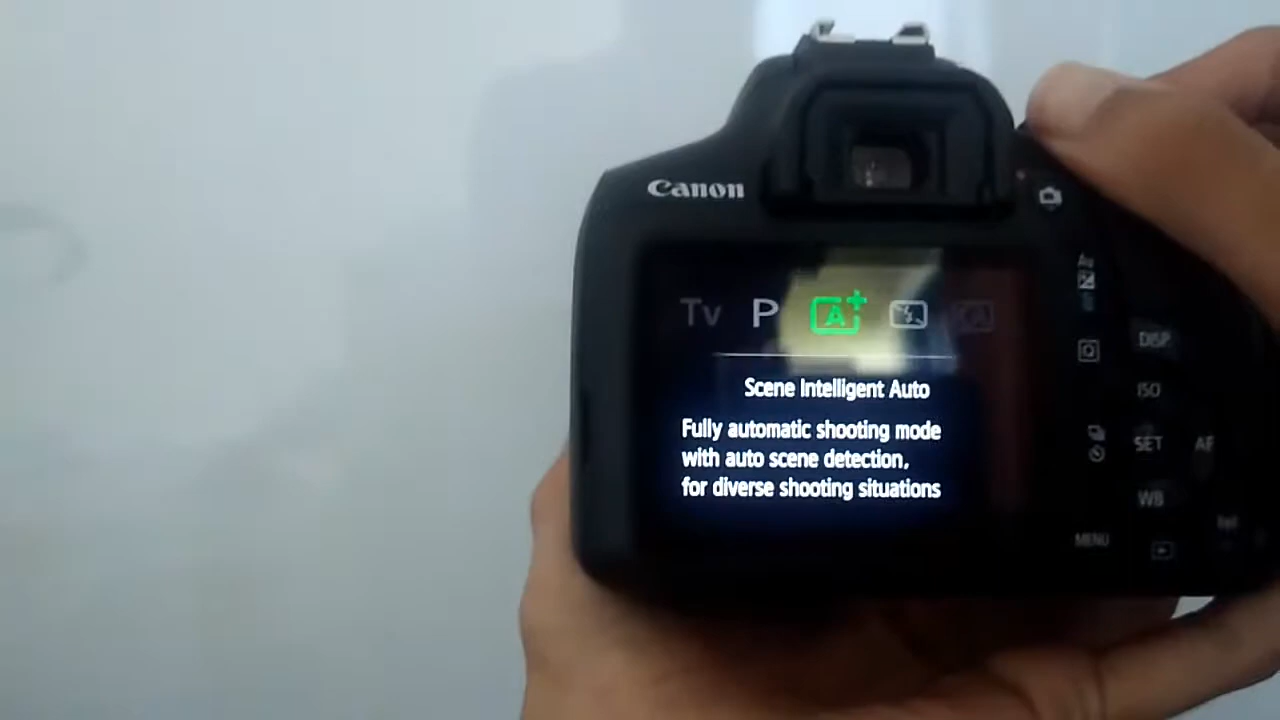 Canon
Tv P A+
Scene Intelligent Auto
Fully automatic shooting mode
with auto scene detection,
for diverse shooting situations
Av
Q
DISP
ISO
SET AF
WB
MENU